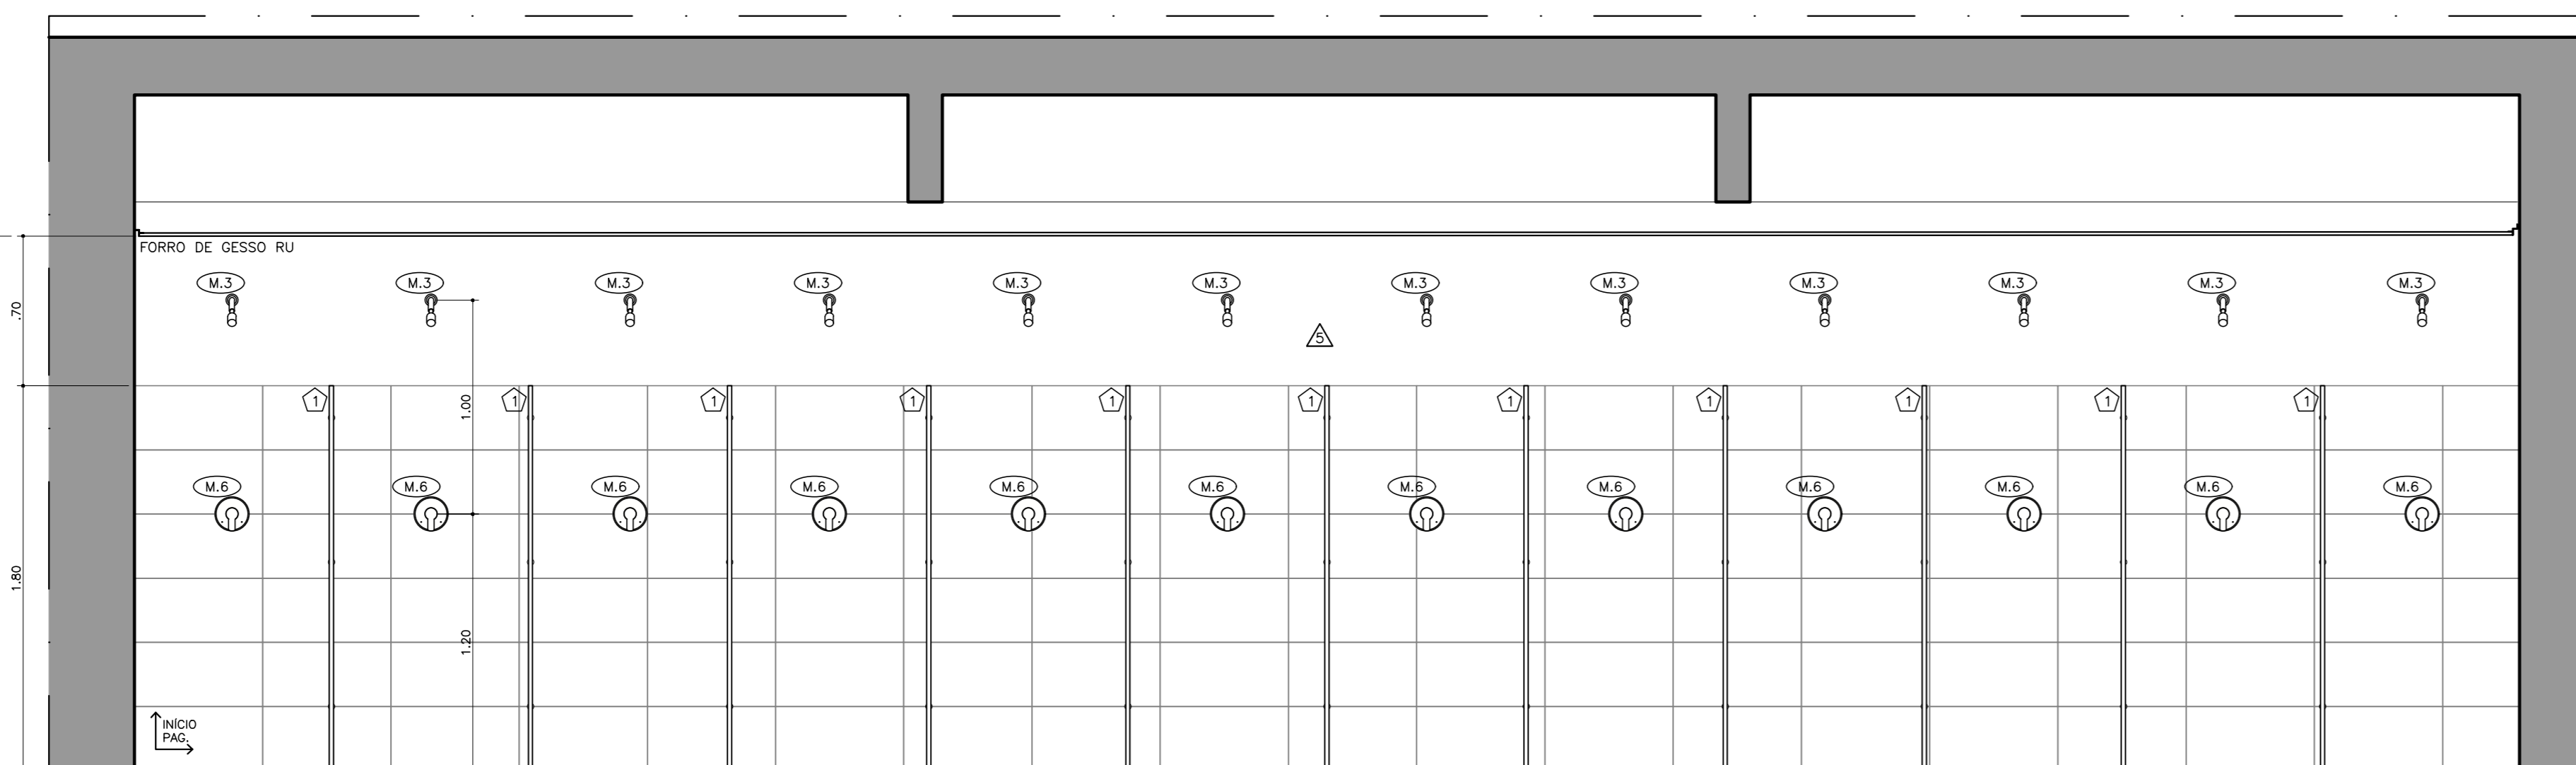 FORRO DE GESSO RU
M.3 M.3 M.3 M.3 M.3 M.3 M.3 M.3 M.3 M.3 M.3 M.3
.70
5
1 1 1 1 1 1 1 1 1 1 1
1.00
M.6 M.6 M.6 M.6 M.6 M.6 M.6 M.6 M.6 M.6 M.6 M.6
1.80
1.20
INÍCIO
PAG.